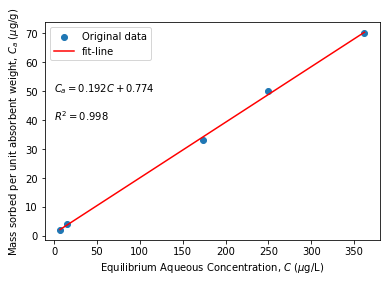 Mass sorbed per unit absorbent weight, $C_a$ ($\mu$g/g)
70
60
50
40
30
20
10
0
Original data
fit-line
$C_a = 0.192C + 0.774$
$R^2 = 0.998$
0 50 100 150 200 250 300 350
Equilibrium Aqueous Concentration, $C$ ($\mu$g/L)